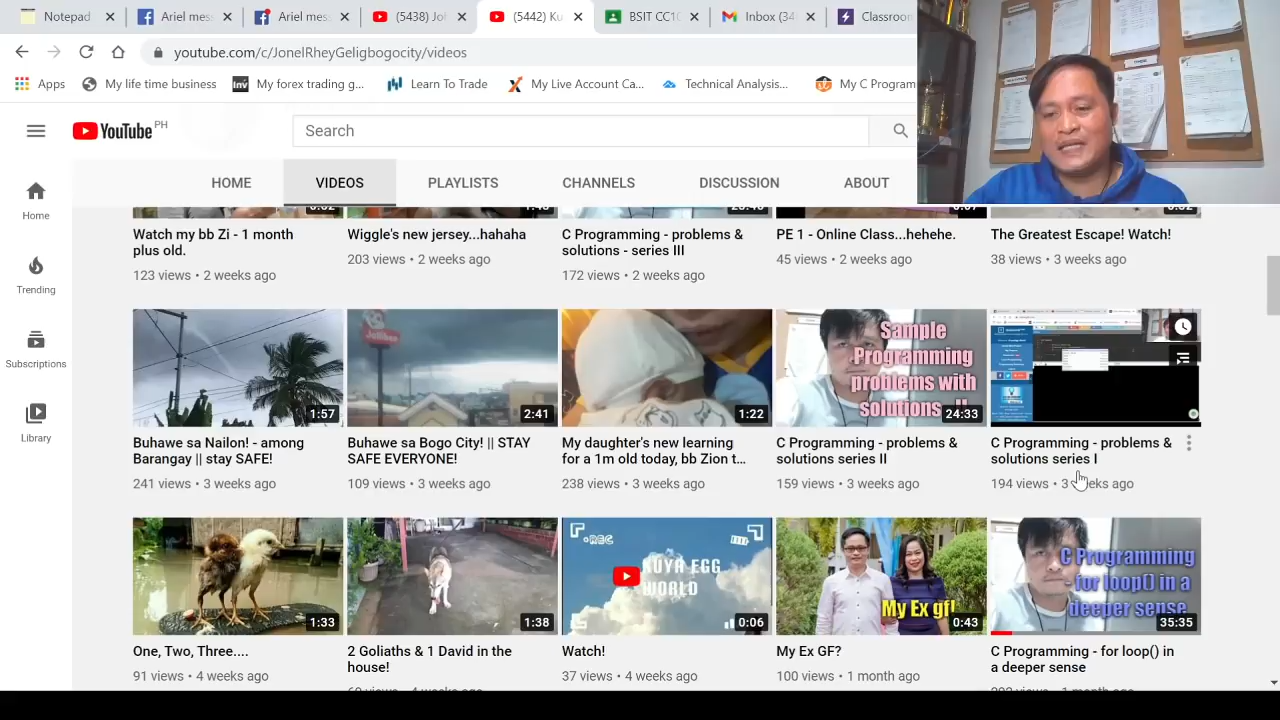 Notepad
Ariel mes
Ariel mes
(5438) Jo
(5442) Ku
BSIT CC1
Inbox (34
Classroom
youtube.com/c/JonelRheyGeligbogocity/videos
Apps
My life time business
inv
My forex trading g...
Learn To Trade
My Live Account Ca...
Technical Analysis...
My C Program
YouTube PH
Search
HOME
VIDEOS
PLAYLISTS
CHANNELS
DISCUSSION
ABOUT
Home
Trending
Subscriptions
Library
Watch my bb Zi - 1 month
plus old.
123 views • 2 weeks ago
Wiggle's new jersey...hahaha
203 views • 2 weeks ago
C Programming - problems &
solutions - series III
172 views • 2 weeks ago
PE 1 - Online Class...hehehe.
45 views • 2 weeks ago
The Greatest Escape! Watch!
38 views • 3 weeks ago
1:57
Buhawe sa Nailon! - among
Barangay || stay SAFE!
241 views • 3 weeks ago
2:41
Buhawe sa Bogo City! || STAY
SAFE EVERYONE!
109 views • 3 weeks ago
1:22
My daughter's new learning
for a 1m old today, bb Zion t...
238 views • 3 weeks ago
Sample
Programming
problems with
solutions
24:33
C Programming - problems &
solutions series II
159 views • 3 weeks ago
C Programming - problems &
solutions series I
194 views • 3 weeks ago
1:33
One, Two, Three....
91 views • 4 weeks ago
1:38
2 Goliaths & 1 David in the
house!
REC
KUYA EGG
WORLD
0:06
Watch!
37 views • 4 weeks ago
My Ex gf!
0:43
My Ex GF?
100 views • 1 month ago
C Programming
- for loop() in a
deeper sense
35:35
C Programming - for loop() in
a deeper sense